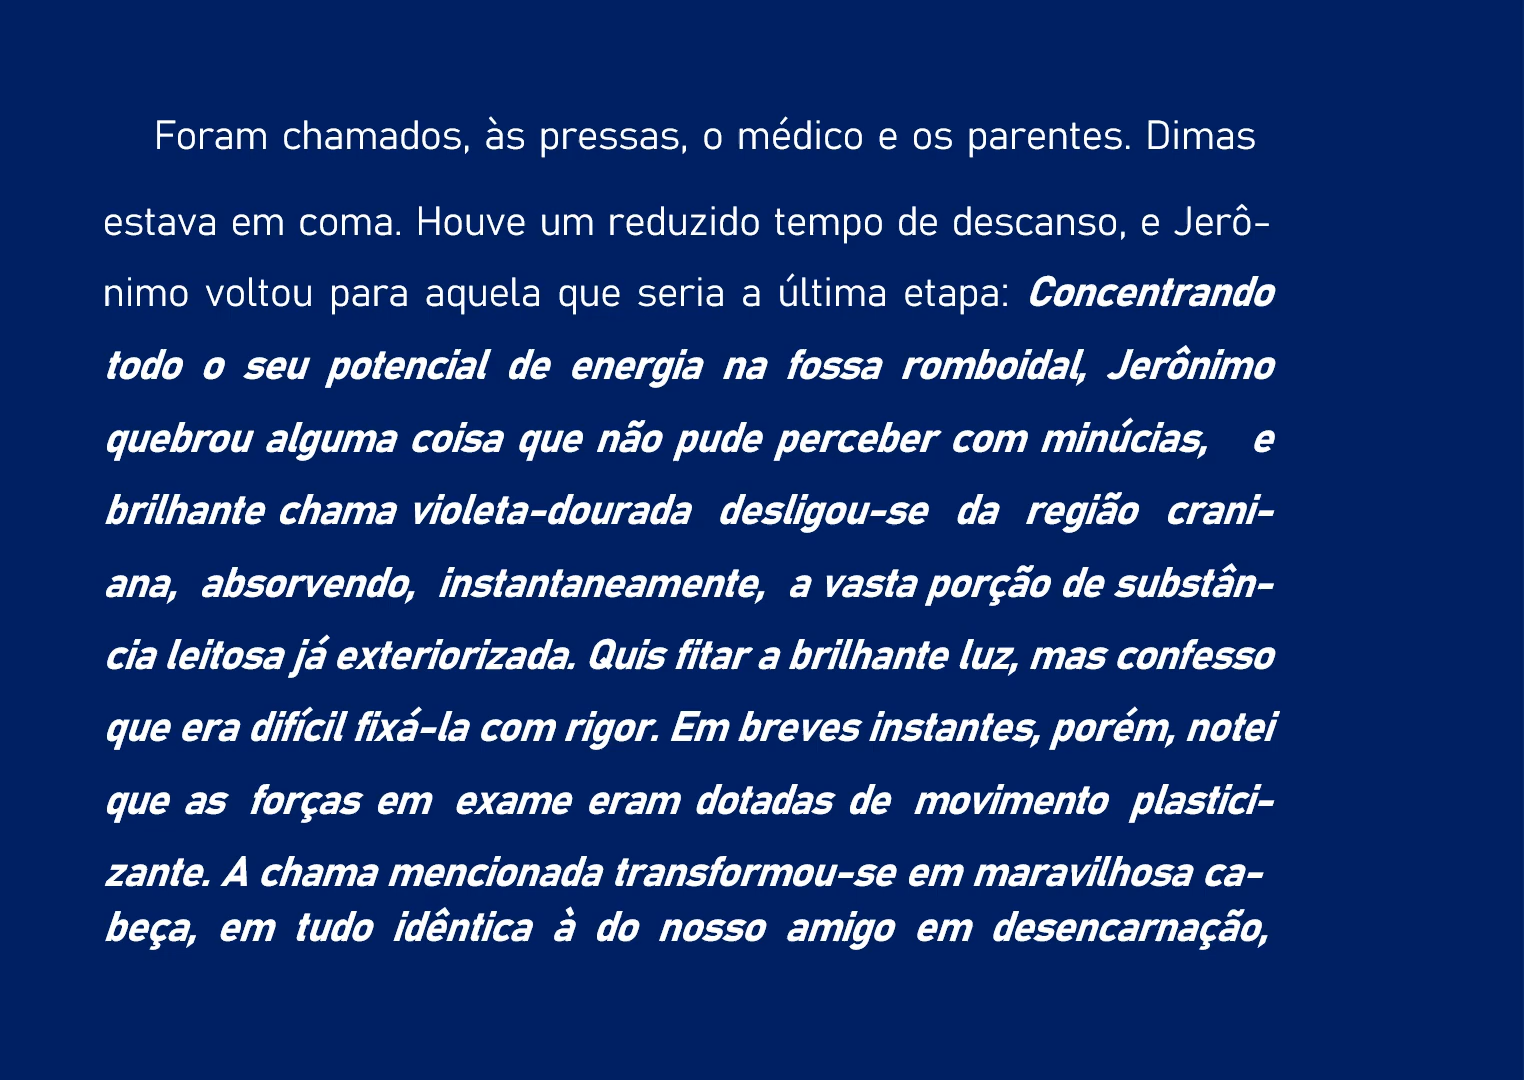 Foram chamados, às pressas, o médico e os parentes. Dimas
estava em coma. Houve um reduzido tempo de descanso, e Jerô-
nimo voltou para aquela que seria a última etapa: Concentrando
todo o seu potencial de energia na fossa romboidal, Jerônimo
quebrou alguma coisa que não pude perceber com minúcias, e
brilhante chama violeta-dourada desligou-se da região crani-
ana, absorvendo, instantaneamente, a vasta porção de substân-
cia leitosa já exteriorizada. Quis fitar a brilhante luz, mas confesso
que era difícil fixá-la com rigor. Em breves instantes, porém, notei
que as forças em exame eram dotadas de movimento plastici-
zante. A chama mencionada transformou-se em maravilhosa ca-
beça, em tudo idêntica à do nosso amigo em desencarnação,